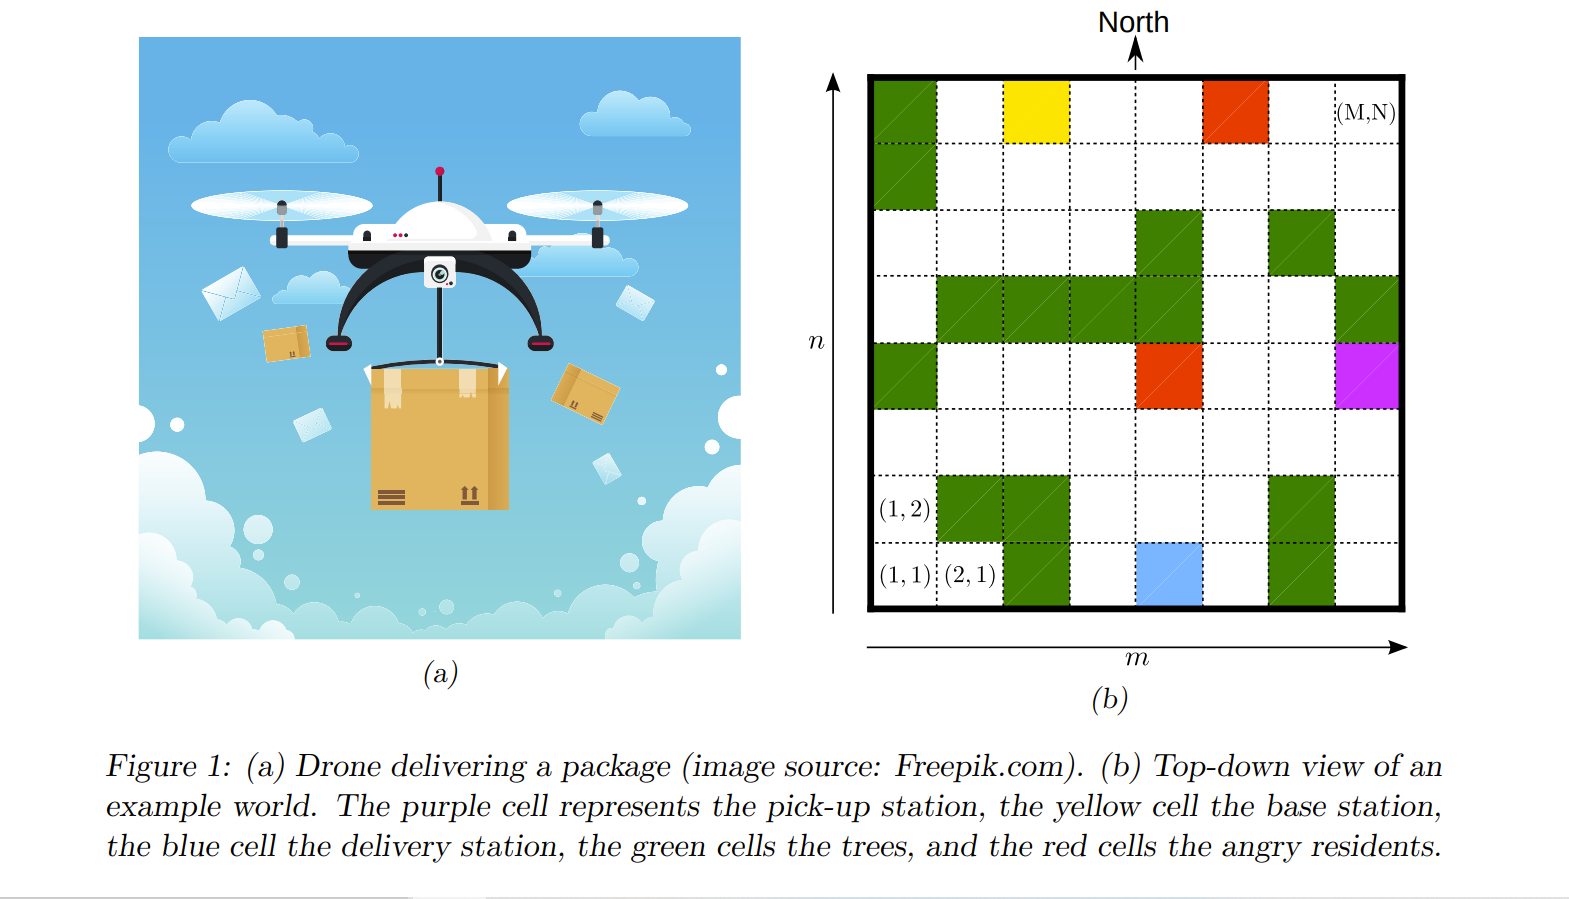 North
(M,N)
n
(1, 2)
(1, 1) (2, 1)
m
(a)
(b)
Figure 1: (a) Drone delivering a package (image source: Freepik.com). (b) Top-down view of an
example world. The purple cell represents the pick-up station, the yellow cell the base station,
the blue cell the delivery station, the green cells the trees, and the red cells the angry residents.